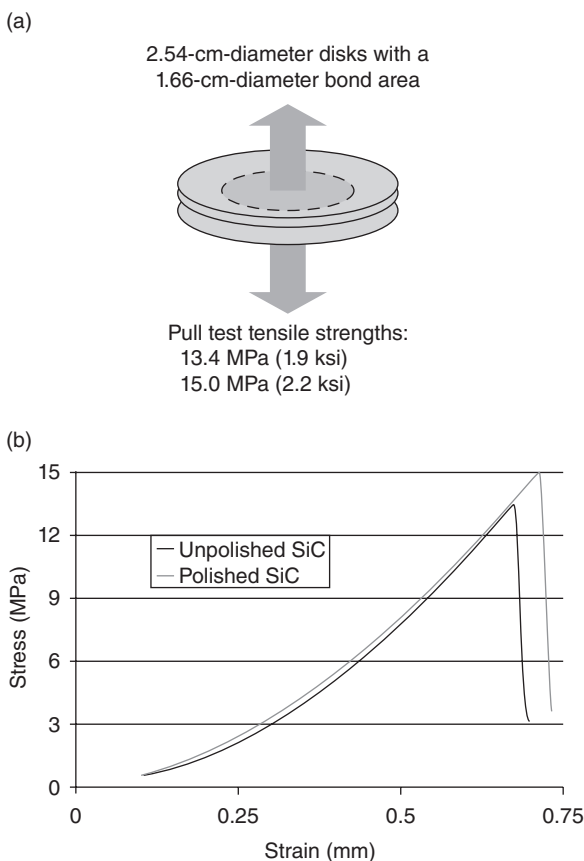 (a)
2.54-cm-diameter disks with a
1.66-cm-diameter bond area
Pull test tensile strengths:
13.4 MPa (1.9 ksi)
15.0 MPa (2.2 ksi)
(b)
15
12
9
6
3
0
Stress (MPa)
Unpolished SiC
Polished SiC
0
0.25
0.5
0.75
Strain (mm)